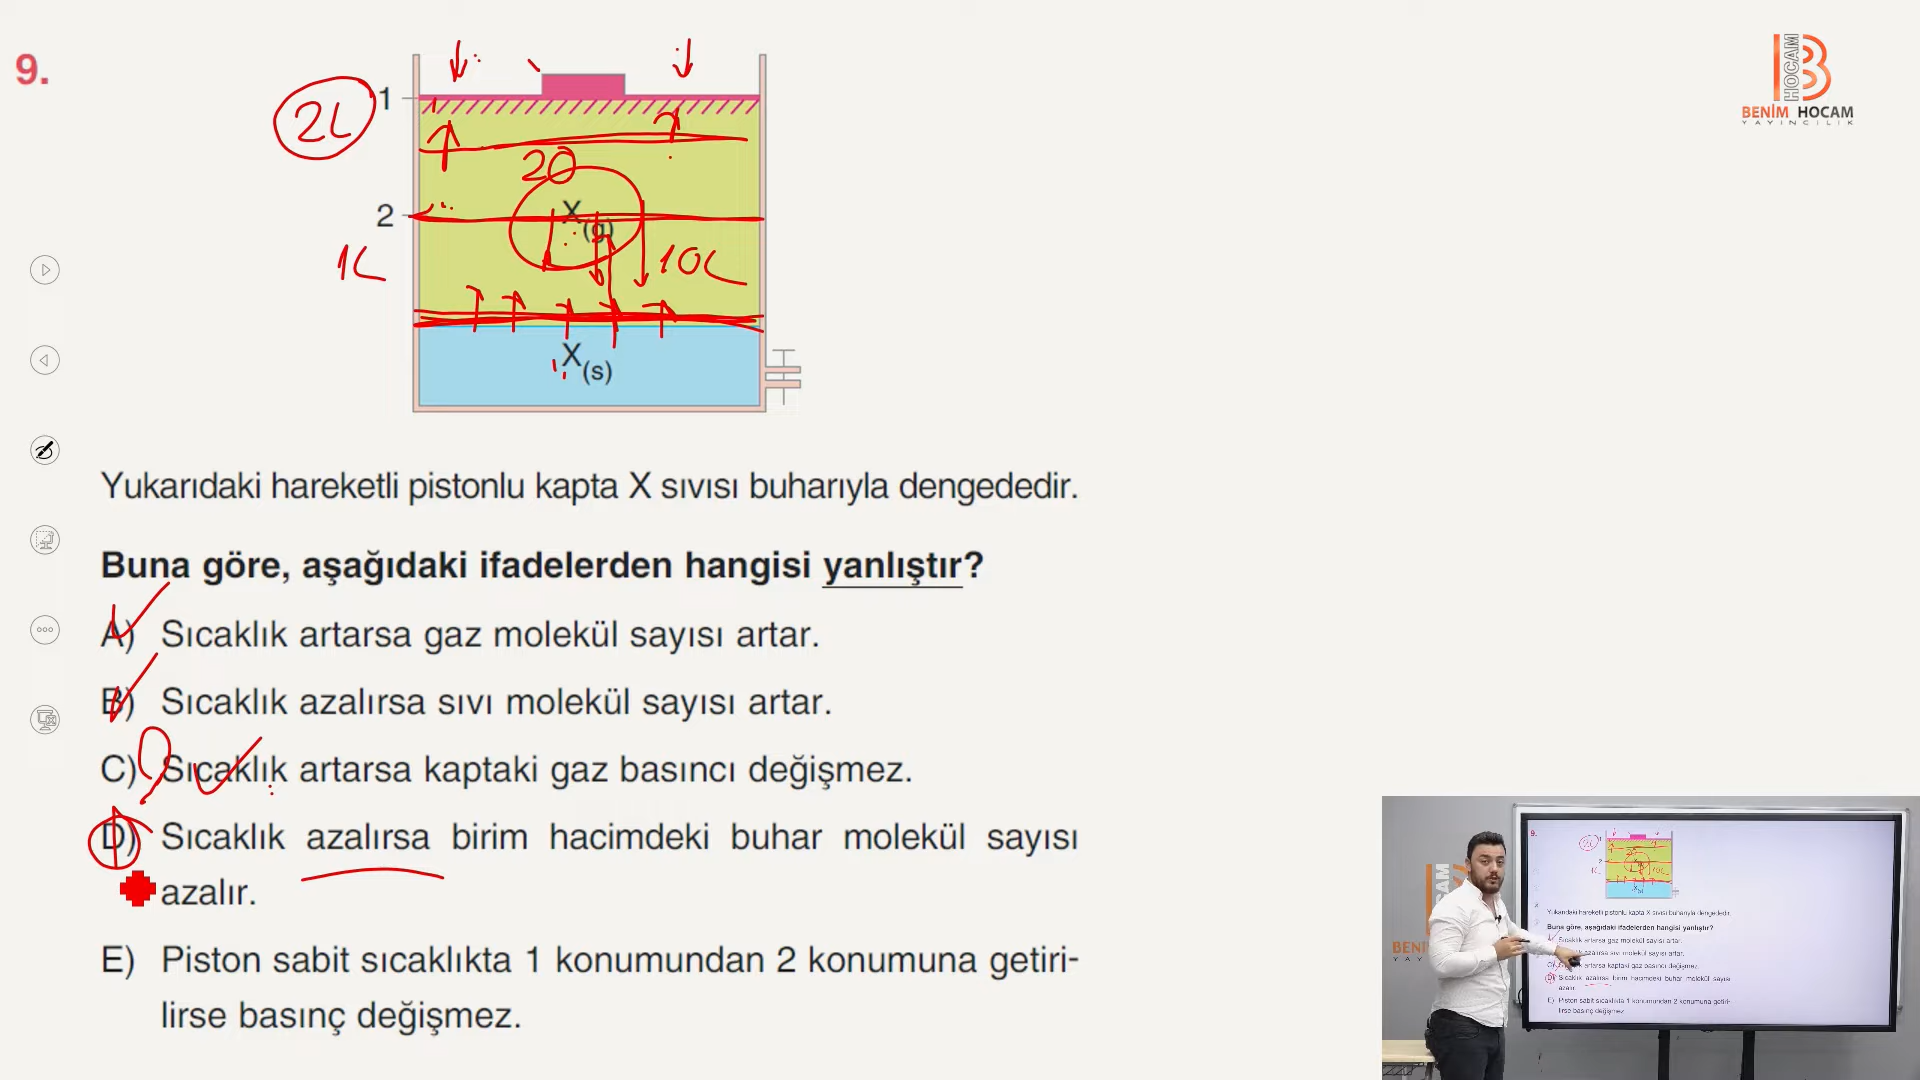 9.
BENİM HOCAM
YAYINCILIK
2L
1
20
2
X(g)
1L
10L
X(s)
Yukarıdaki hareketli pistonlu kapta X sıvısı buharıyla dengededir.
Buna göre, aşağıdaki ifadelerden hangisi yanlıştır?
A) Sıcaklık artarsa gaz molekül sayısı artar.
B) Sıcaklık azalırsa sıvı molekül sayısı artar.
C) Sıcaklık artarsa kaptaki gaz basıncı değişmez.
D) Sıcaklık azalırsa birim hacimdeki buhar molekül sayısı
azalır.
E) Piston sabit sıcaklıkta 1 konumundan 2 konumuna getiri-
lirse basınç değişmez.